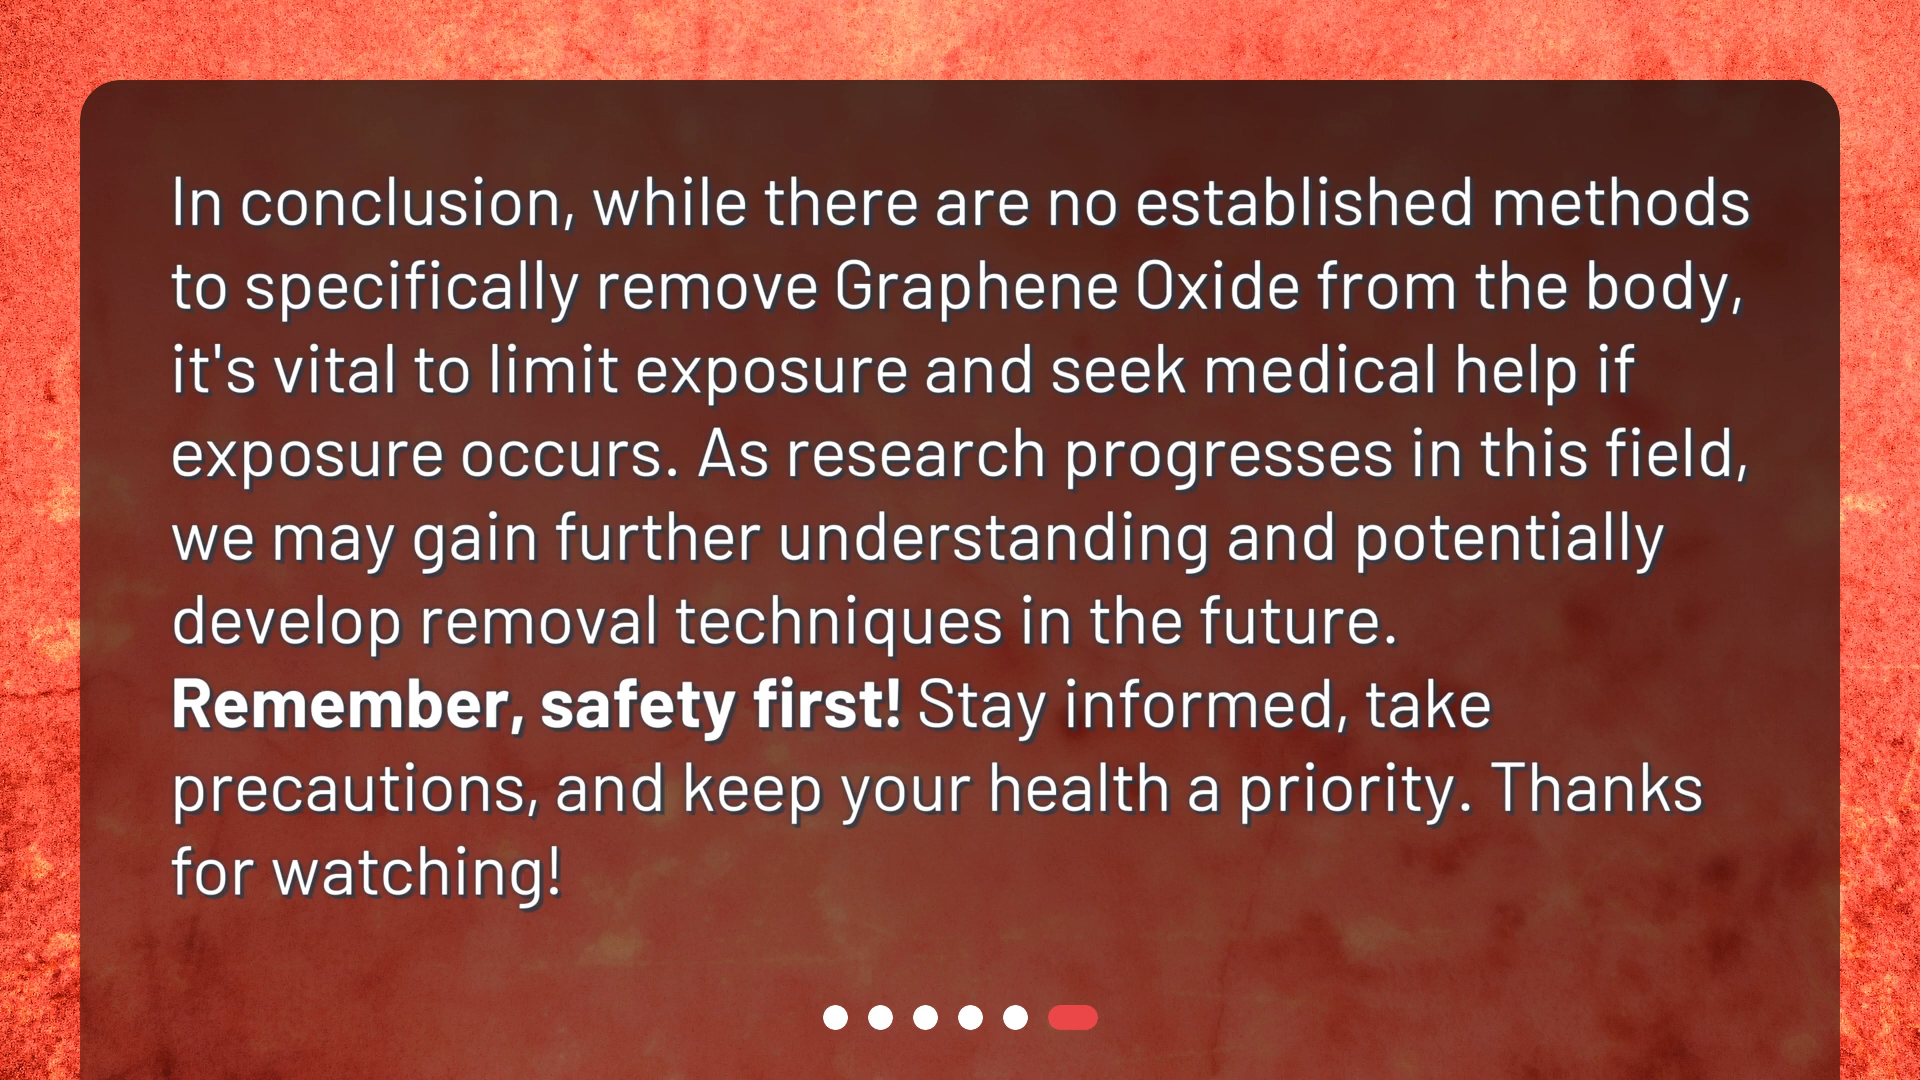 In conclusion, while there are no established methods
to specifically remove Graphene Oxide from the body,
it's vital to limit exposure and seek medical help if
exposure occurs. As research progresses in this field,
we may gain further understanding and potentially
develop removal techniques in the future.
Remember, safety first! Stay informed, take
precautions, and keep your health a priority. Thanks
for watching!